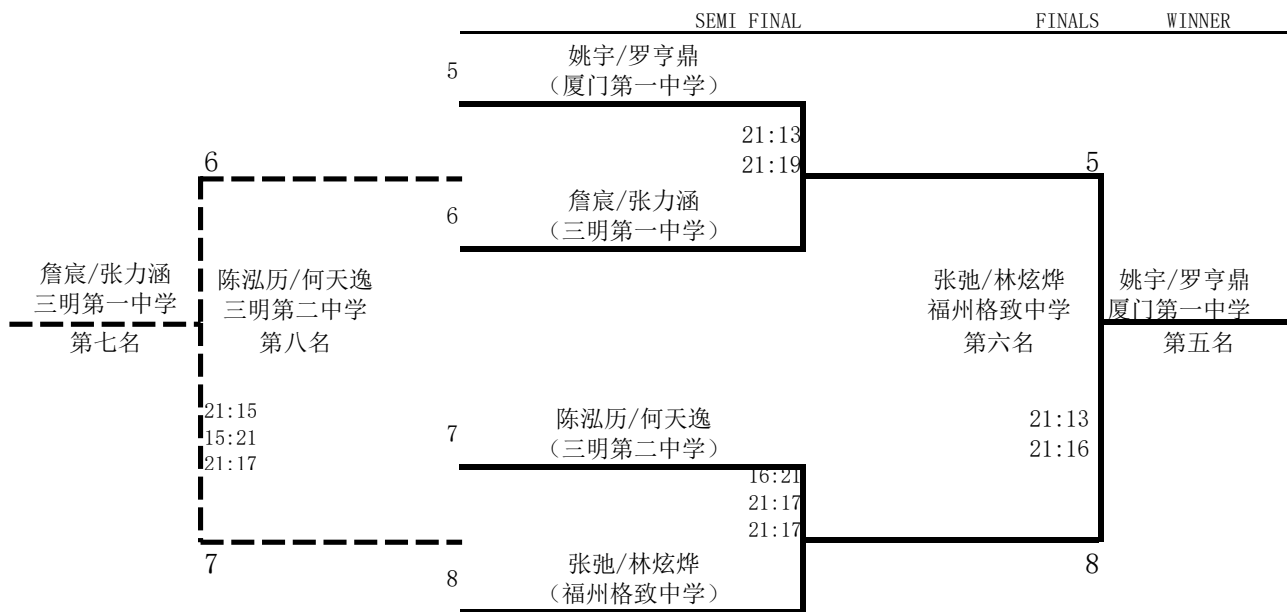 SEMI FINAL FINALS WINNER
5
姚宇/罗亨鼎
（厦门第一中学）
21:13
21:19
6
5
6
詹宸/张力涵
（三明第一中学）
詹宸/张力涵
三明第一中学
第七名
陈泓历/何天逸
三明第二中学
第八名
张弛/林炫烨
福州格致中学
第六名
姚宇/罗亨鼎
厦门第一中学
第五名
21:15
15:21
21:17
7
陈泓历/何天逸
（三明第二中学）
21:13
21:16
16:21
21:17
21:17
7
8
8
张弛/林炫烨
（福州格致中学）